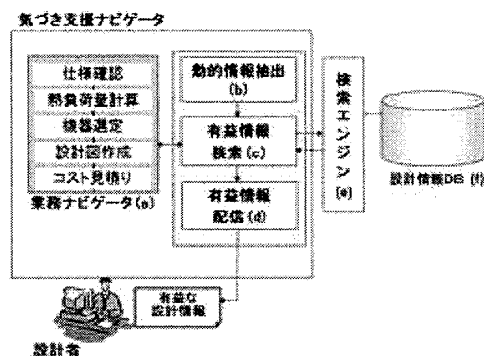 気づき支援ナビゲータ
仕様確認
熱負荷量計算
機器選定
設計図作成
コスト見積り
業務ナビゲータ(a)
動的情報抽出
(b)
有益情報
検索(c)
有益情報
配信(d)
検索エンジン(e)
設計情報DB (f)
有益な
設計情報
設計者